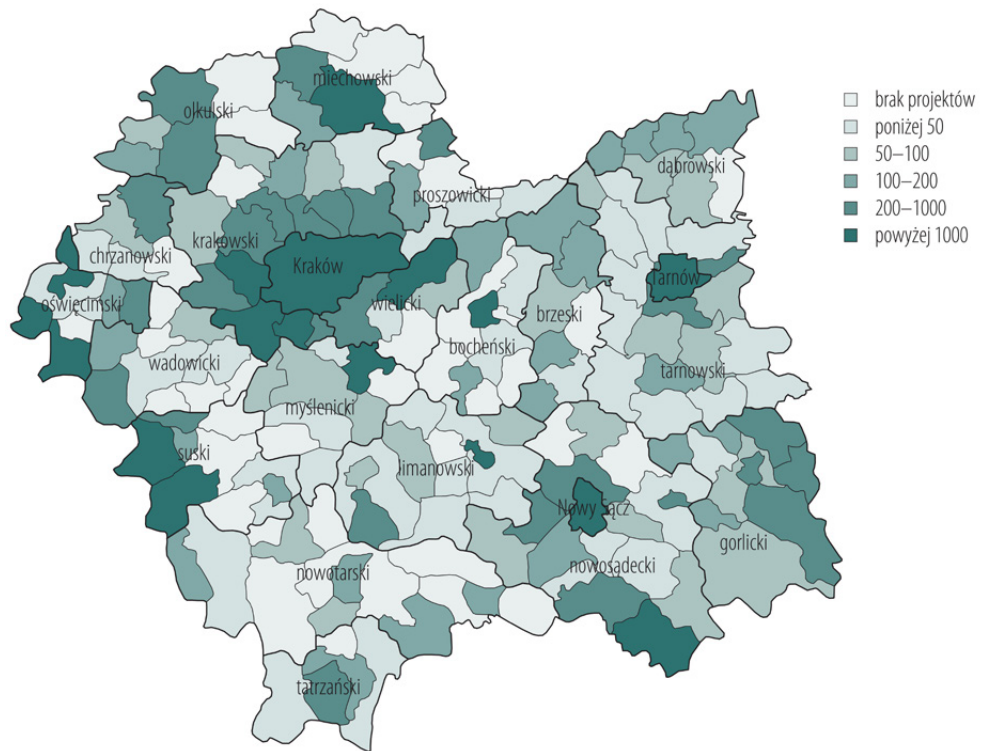 miechowski
olkulski
brak projektów
poniżej 50
50–100
100–200
200–1000
powyżej 1000
dąbrowski
proszowicki
krakowski
chrzanowski
Kraków
Tarnów
oświęcimski
wielicki
brzeski
bocheński
wadowicki
tarnowski
myślenicki
suski
limanowski
Nowy Sącz
gorlicki
nowotarski
nowosądecki
tatrzański